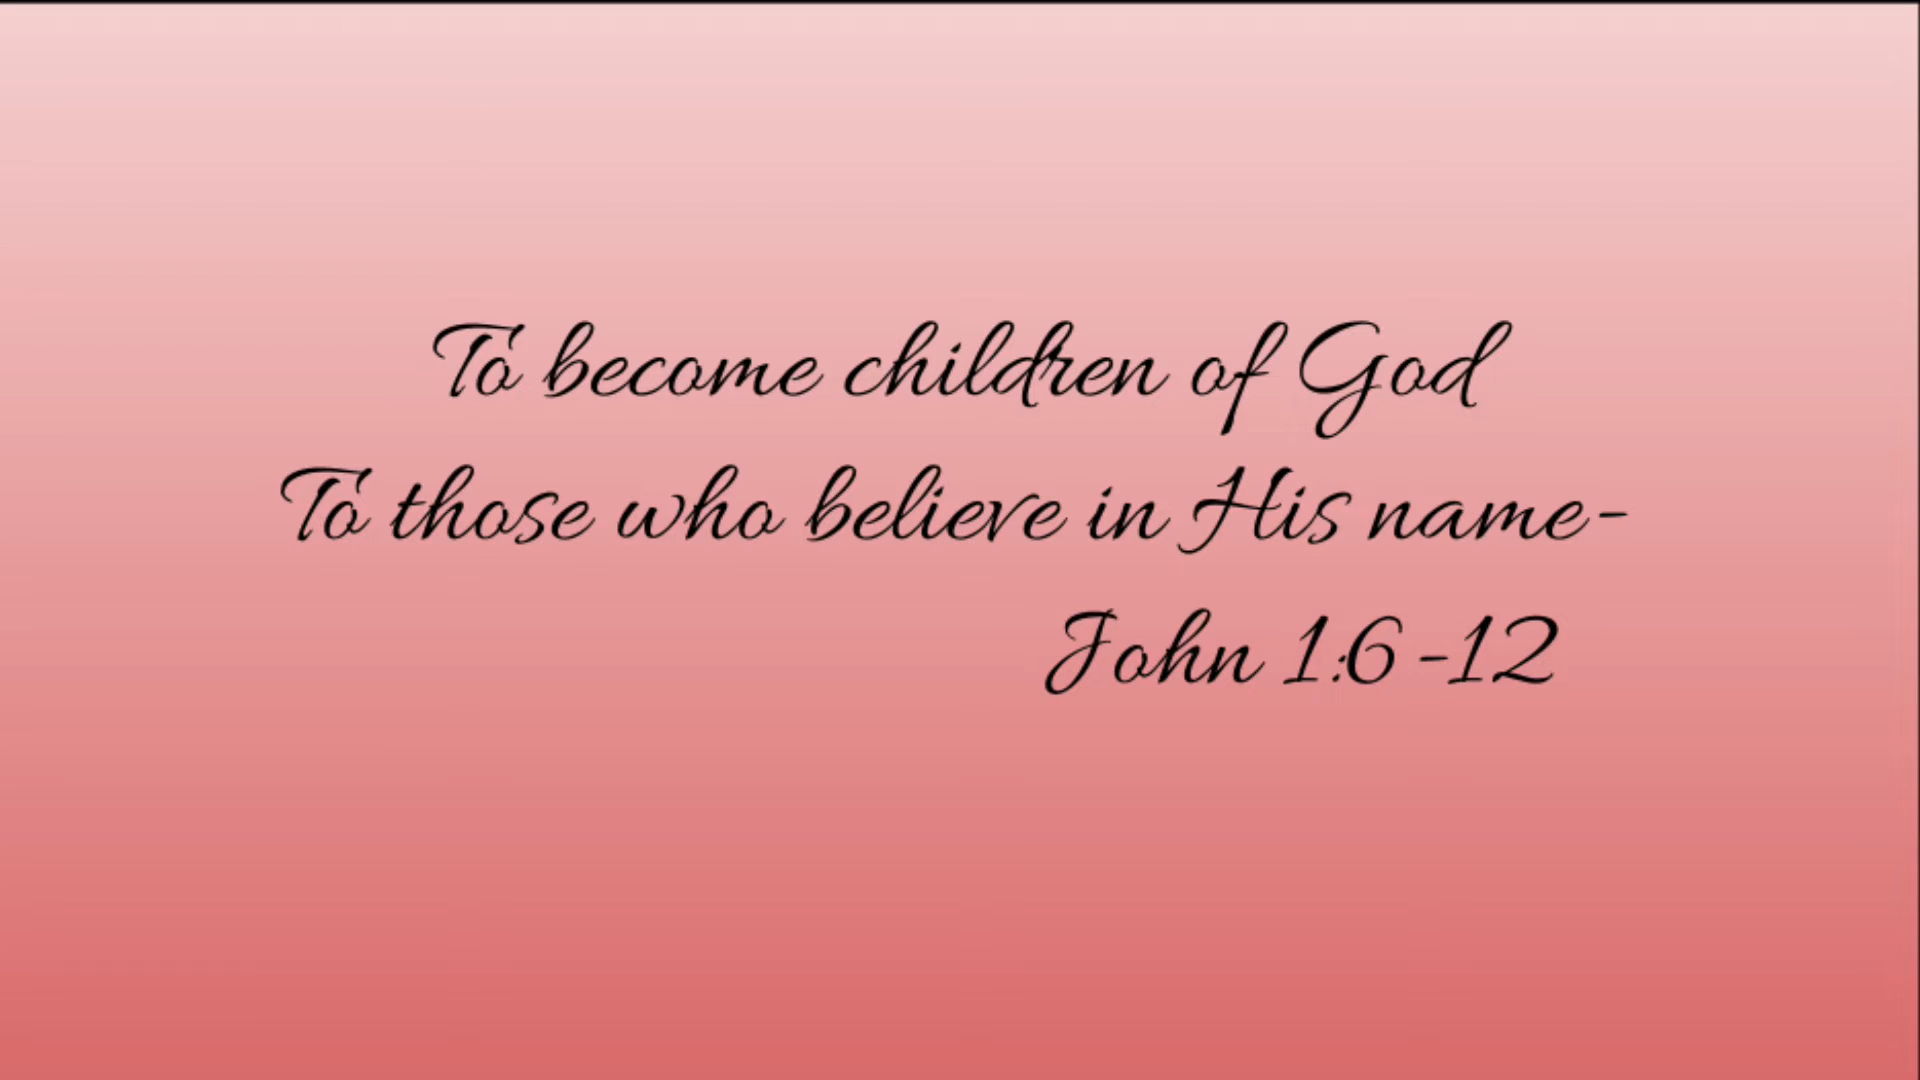 To become children of God
To those who believe in His name-
John 1:6 -12